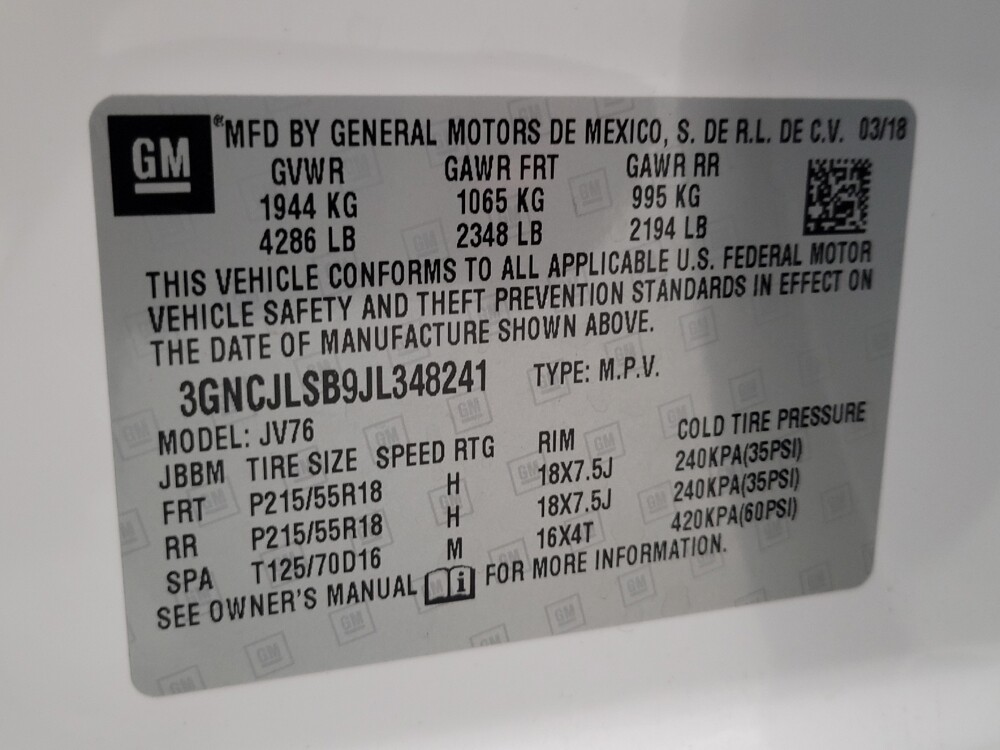 GM
®MFD BY GENERAL MOTORS DE MEXICO, S. DE R.L. DE C.V. 03/18
GVWR GAWR FRT GAWR RR
1944 KG 1065 KG 995 KG
4286 LB 2348 LB 2194 LB
THIS VEHICLE CONFORMS TO ALL APPLICABLE U.S. FEDERAL MOTOR
VEHICLE SAFETY AND THEFT PREVENTION STANDARDS IN EFFECT ON
THE DATE OF MANUFACTURE SHOWN ABOVE.
3GNCJLSB9JL348241 TYPE: M.P.V.
MODEL: JV76
JBBM TIRE SIZE SPEED RTG RIM COLD TIRE PRESSURE
FRT P215/55R18 H 18X7.5J 240KPA(35PSI)
RR P215/55R18 H 18X7.5J 240KPA(35PSI)
SPA T125/70D16 M 16X4T 420KPA(60PSI)
SEE OWNER'S MANUAL i FOR MORE INFORMATION.